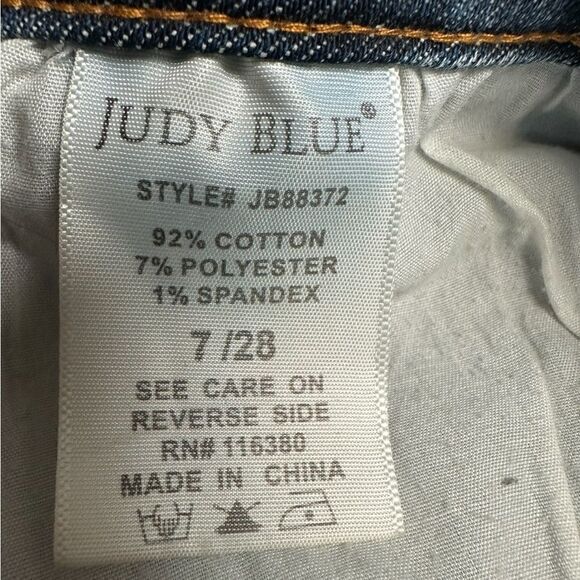 JUDY BLUE®
STYLE# JB88372
92% COTTON
7% POLYESTER
1% SPANDEX
7 /28
SEE CARE ON
REVERSE SIDE
RN# 116380
MADE IN CHINA